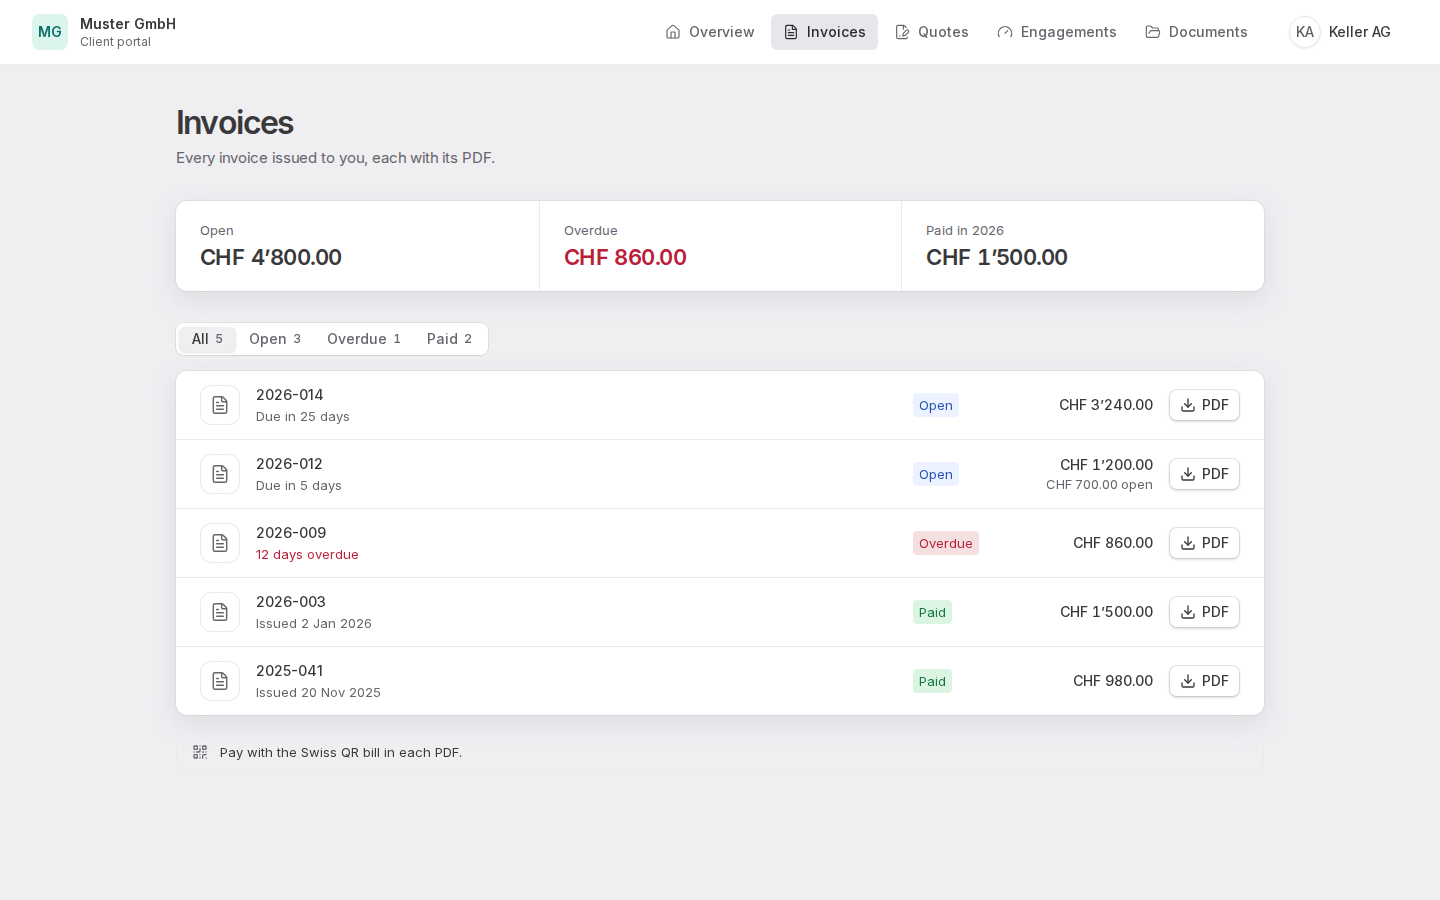 MG
Muster GmbH
Client portal
Overview
Invoices
Quotes
Engagements
Documents
KA
Keller AG
Invoices
Every invoice issued to you, each with its PDF.
Open
CHF 4’800.00
Overdue
CHF 860.00
Paid in 2026
CHF 1’500.00
All 5
Open 3
Overdue 1
Paid 2
2026-014
Due in 25 days
Open
CHF 3’240.00
PDF
2026-012
Due in 5 days
Open
CHF 1’200.00
CHF 700.00 open
PDF
2026-009
12 days overdue
Overdue
CHF 860.00
PDF
2026-003
Issued 2 Jan 2026
Paid
CHF 1’500.00
PDF
2025-041
Issued 20 Nov 2025
Paid
CHF 980.00
PDF
Pay with the Swiss QR bill in each PDF.